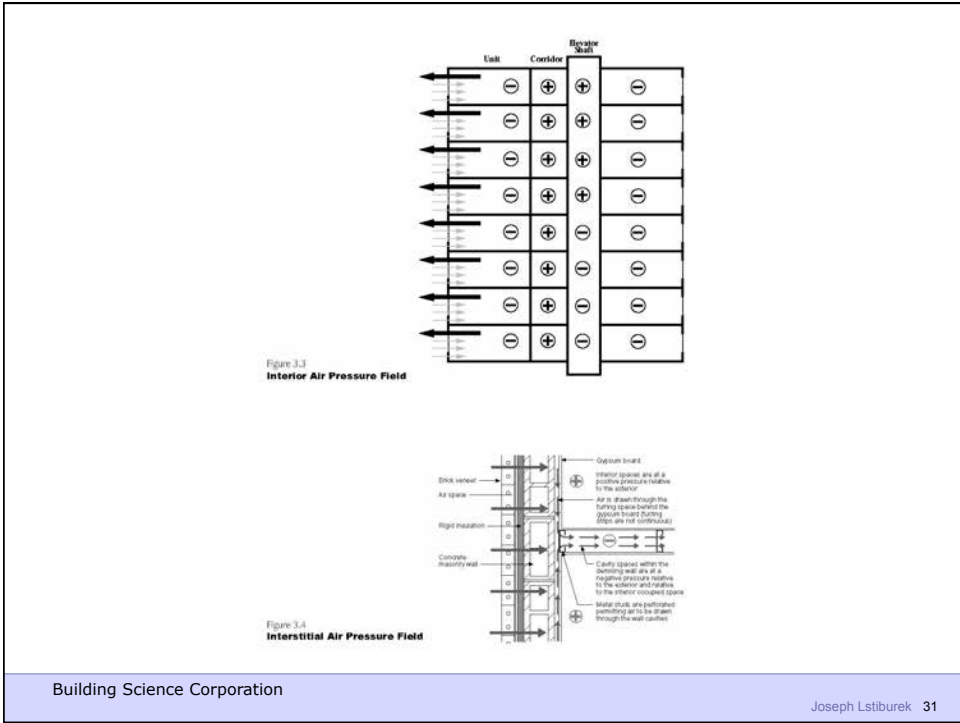 Elevator
Shaft
Unit Corridor
Figure 3.3
Interior Air Pressure Field
Gypsum board
Interior spaces are at a
positive pressure relative
to the exterior
Air is drawn through the
furring space behind the
gypsum board (furring
strips are not continuous)
Brick veneer
Air space
Rigid insulation
Concrete
masonry wall
Cavity spaces within the
demising wall are at a
negative pressure relative
to the exterior and relative
to the interior occupied space
Metal studs are perforated
permitting air to be drawn
through the wall cavities
Figure 3.4
Interstitial Air Pressure Field
Building Science Corporation
Joseph Lstiburek 31